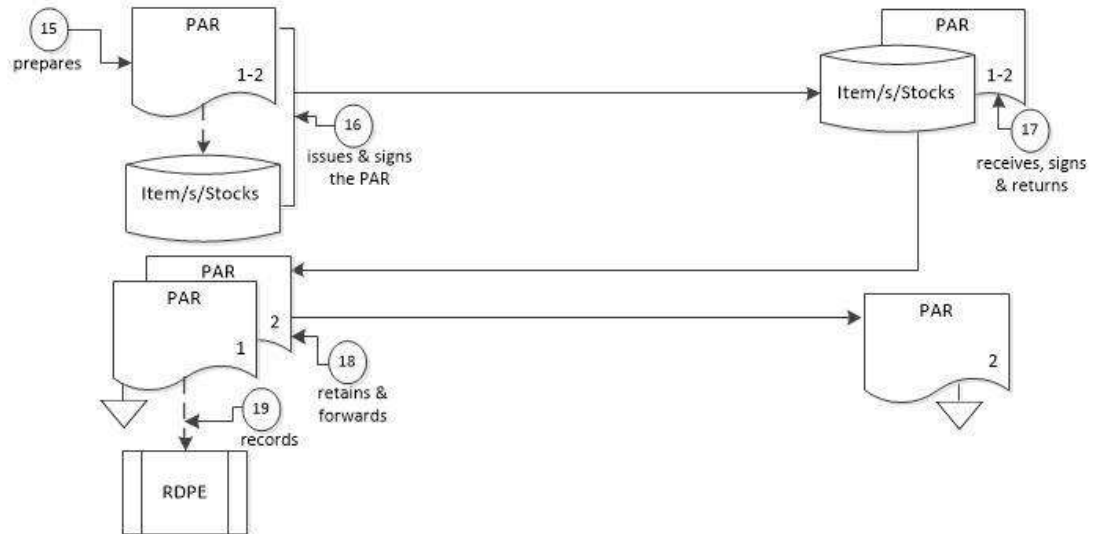 15
prepares
PAR
1-2
Item/s/Stocks
16
issues & signs
the PAR
PAR
1-2
Item/s/Stocks
17
receives, signs
& returns
PAR
2
PAR
1
18
retains &
forwards
PAR
2
19
records
RDPE